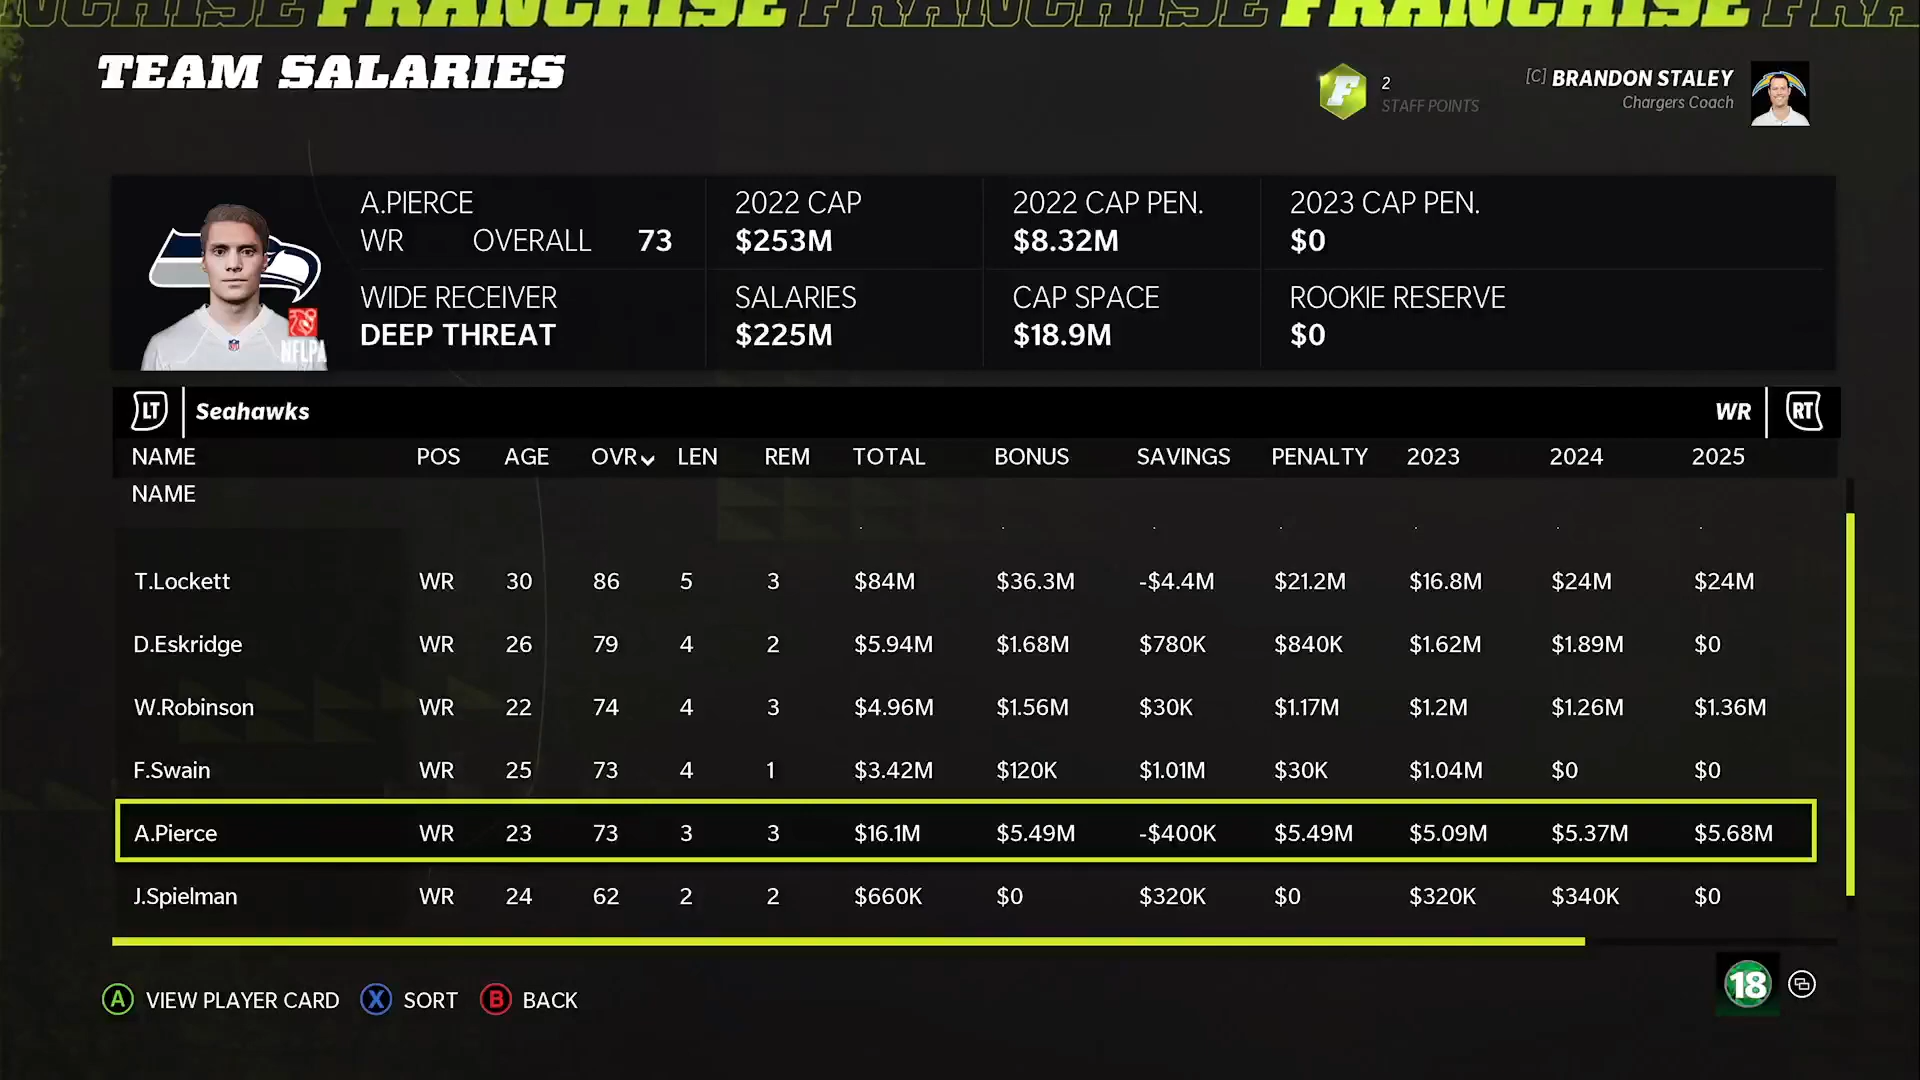 NCHISE FRANCHISE FRANCHISE FRANCHISE FRA
TEAM SALARIES
F 2 STAFF POINTS
[C] BRANDON STALEY
Chargers Coach
A.PIERCE
WR OVERALL 73
WIDE RECEIVER
DEEP THREAT
NFLPA
2022 CAP
$253M
SALARIES
$225M
2022 CAP PEN.
$8.32M
CAP SPACE
$18.9M
2023 CAP PEN.
$0
ROOKIE RESERVE
$0
LT Seahawks WR RT
NAME POS AGE OVR LEN REM TOTAL BONUS SAVINGS PENALTY 2023 2024 2025
NAME
T.Lockett WR 30 86 5 3 $84M $36.3M -$4.4M $21.2M $16.8M $24M $24M
D.Eskridge WR 26 79 4 2 $5.94M $1.68M $780K $840K $1.62M $1.89M $0
W.Robinson WR 22 74 4 3 $4.96M $1.56M $30K $1.17M $1.2M $1.26M $1.36M
F.Swain WR 25 73 4 1 $3.42M $120K $1.01M $30K $1.04M $0 $0
A.Pierce WR 23 73 3 3 $16.1M $5.49M -$400K $5.49M $5.09M $5.37M $5.68M
J.Spielman WR 24 62 2 2 $660K $0 $320K $0 $320K $340K $0
A VIEW PLAYER CARD X SORT B BACK
18